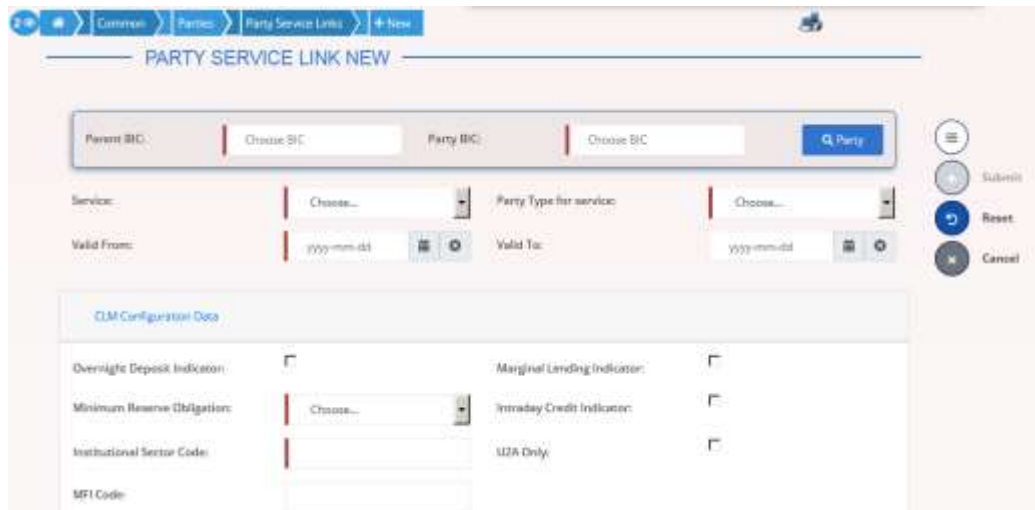 Common Parties Party Service Links + New
PARTY SERVICE LINK NEW
Parent BIC: Choose BIC Party BIC: Choose BIC Party
Submit
Service: Choose... Party Type for service: Choose...
Reset
Valid From: yyyy-mm-dd Valid To: yyyy-mm-dd
Cancel
CLM Configuration Data
Overnight Deposit Indicator: Marginal Lending Indicator:
Minimum Reserve Obligation: Choose... Intraday Credit Indicator:
Institutional Sector Code: U2A Only:
MFI Code: